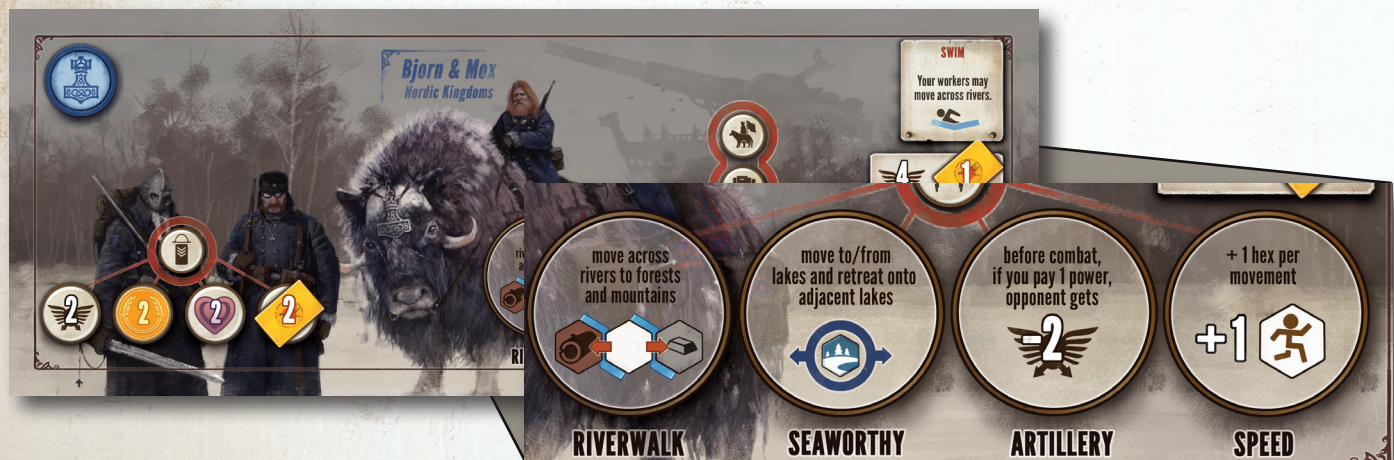 Bjorn & Mox
Nordic Kingdoms
SWIM
Your workers may
move across rivers.
4
1
2
2
2
2
move across
rivers to forests
and mountains
RIVERWALK
move to/from
lakes and retreat onto
adjacent lakes
SEAWORTHY
before combat,
if you pay 1 power,
opponent gets
2
ARTILLERY
+ 1 hex per
movement
+1
SPEED